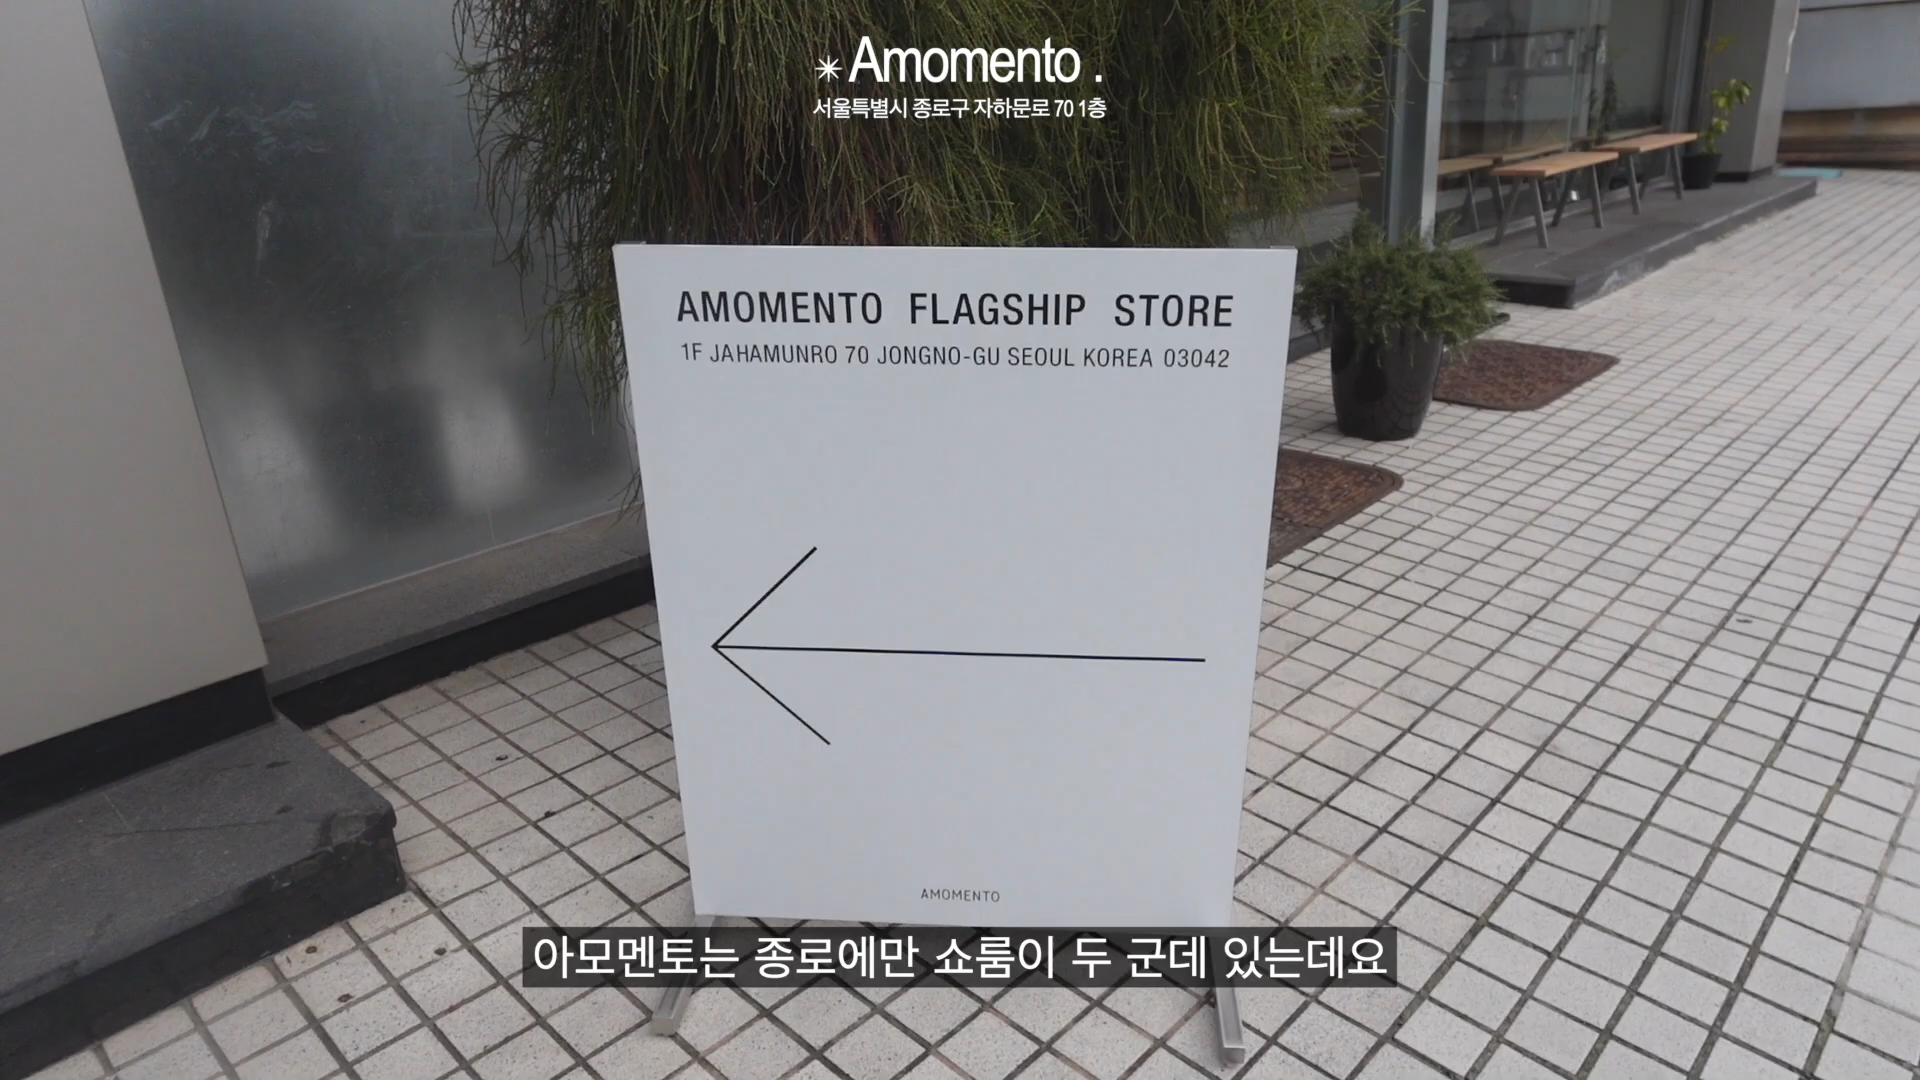 ✴ Amomento .
서울특별시 종로구 자하문로 70 1층
AMOMENTO FLAGSHIP STORE
1F JAHAMUNRO 70 JONGNO-GU SEOUL KOREA 03042
AMOMENTO
아모멘토는 종로에만 쇼룸이 두 군데 있는데요